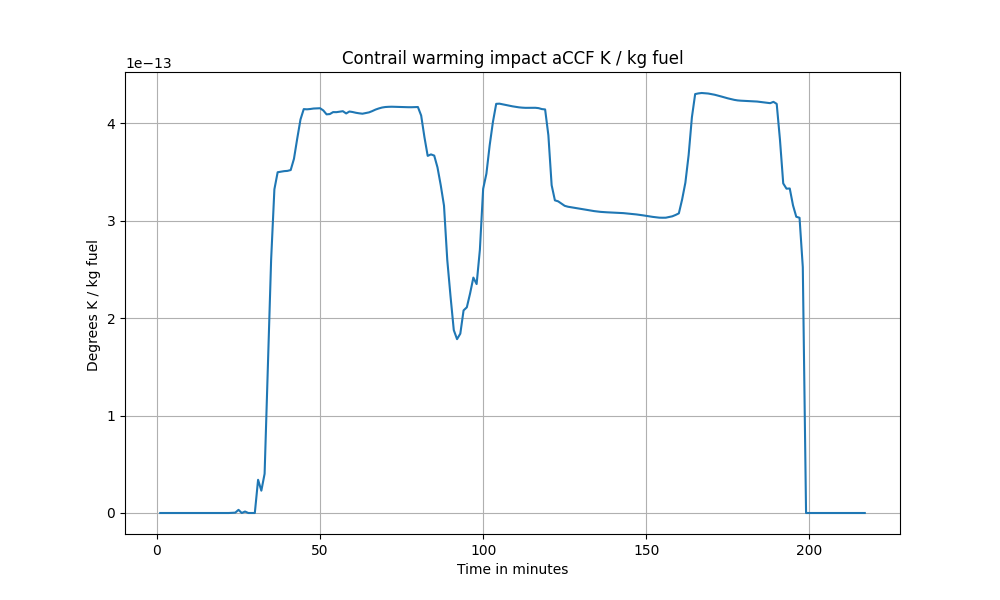 Contrail warming impact aCCF K / kg fuel
1e−13
4
3
2
1
0
Degrees K / kg fuel
0 50 100 150 200
Time in minutes